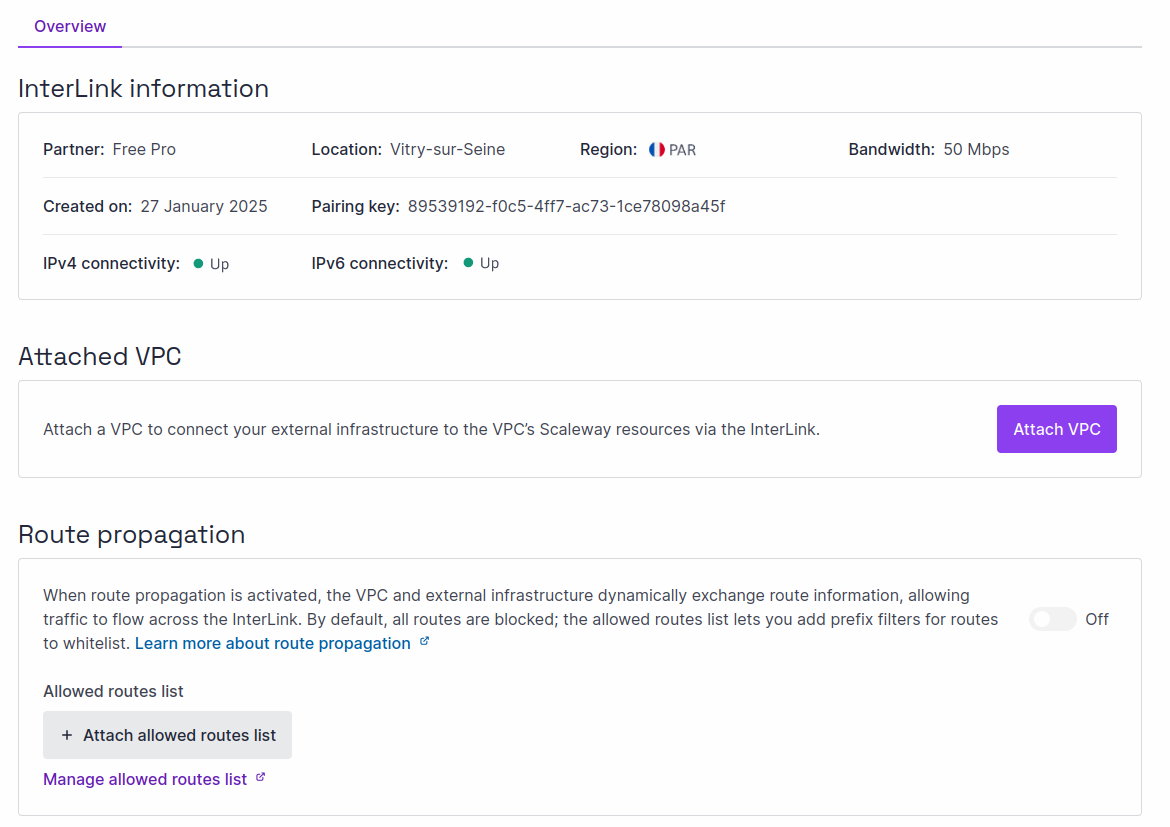 Overview
InterLink information
Partner: Free Pro Location: Vitry-sur-Seine Region: PAR Bandwidth: 50 Mbps
Created on: 27 January 2025 Pairing key: 89539192-f0c5-4ff7-ac73-1ce78098a45f
IPv4 connectivity: Up IPv6 connectivity: Up
Attached VPC
Attach a VPC to connect your external infrastructure to the VPC's Scaleway resources via the InterLink. Attach VPC
Route propagation
When route propagation is activated, the VPC and external infrastructure dynamically exchange route information, allowing
traffic to flow across the InterLink. By default, all routes are blocked; the allowed routes list lets you add prefix filters for routes Off
to whitelist. Learn more about route propagation
Allowed routes list
+ Attach allowed routes list
Manage allowed routes list